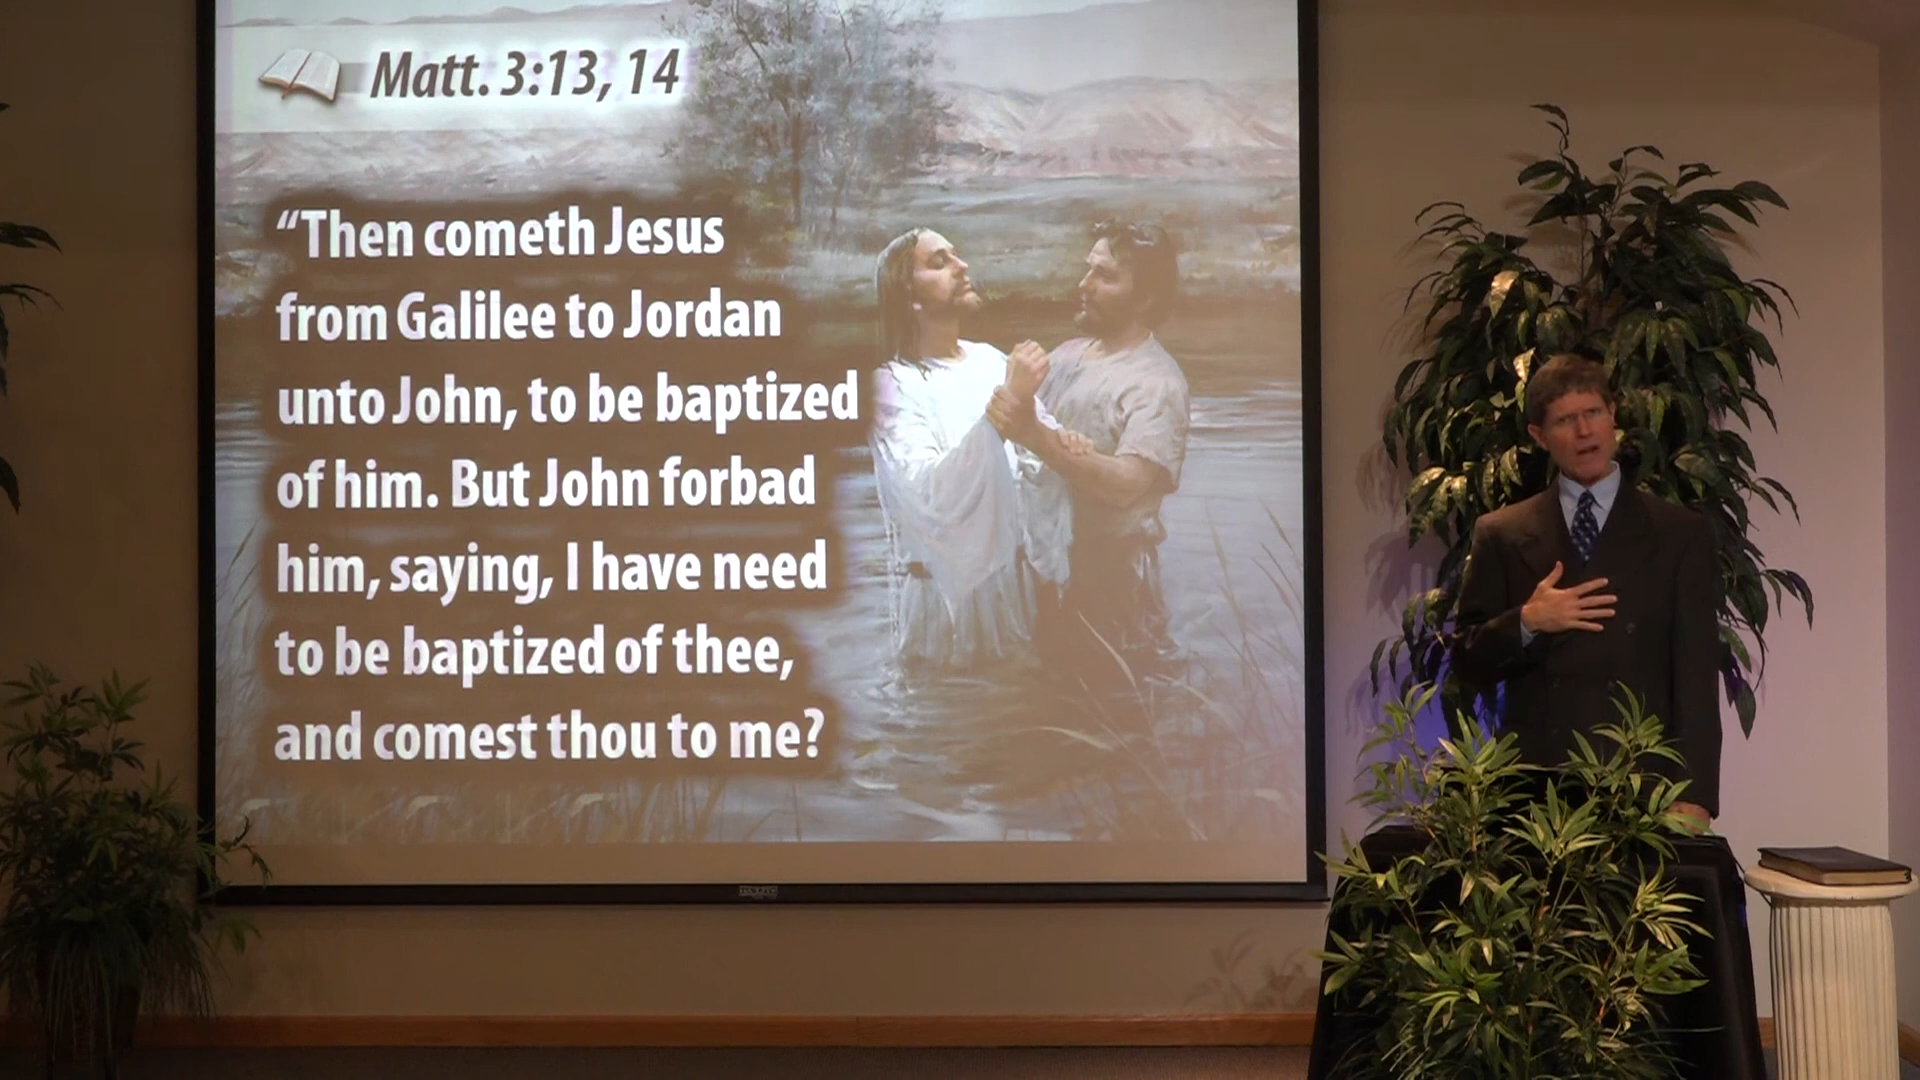 Matt. 3:13, 14
“Then cometh Jesus
from Galilee to Jordan
unto John, to be baptized
of him. But John forbad
him, saying, I have need
to be baptized of thee,
and comest thou to me?